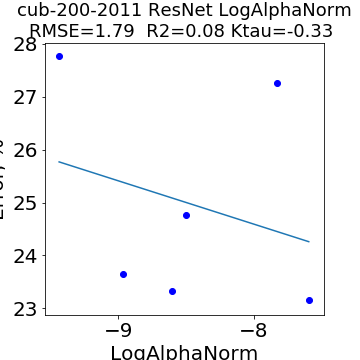 cub-200-2011 ResNet LogAlphaNorm
RMSE=1.79 R2=0.08 Ktau=-0.33
28
27
26
25
24
23
−9
−8
LogAlphaNorm